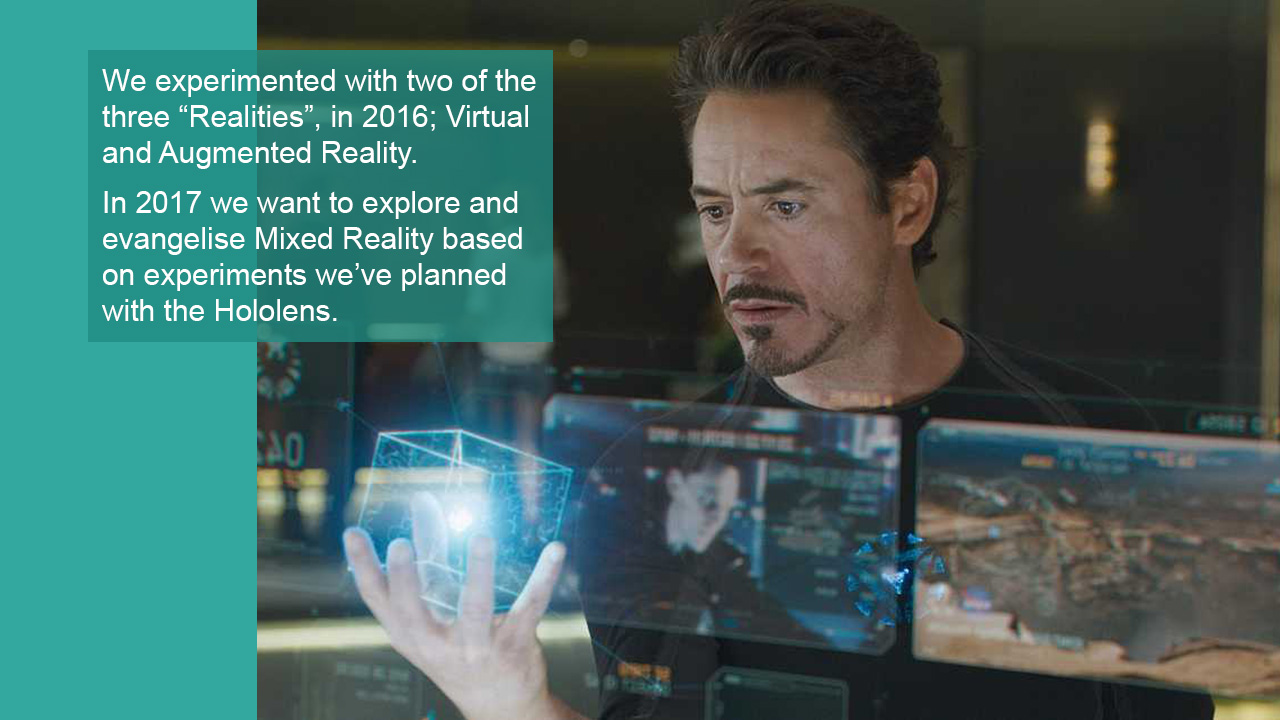 We experimented with two of the
three “Realities”, in 2016; Virtual
and Augmented Reality.
In 2017 we want to explore and
evangelise Mixed Reality based
on experiments we’ve planned
with the Hololens.